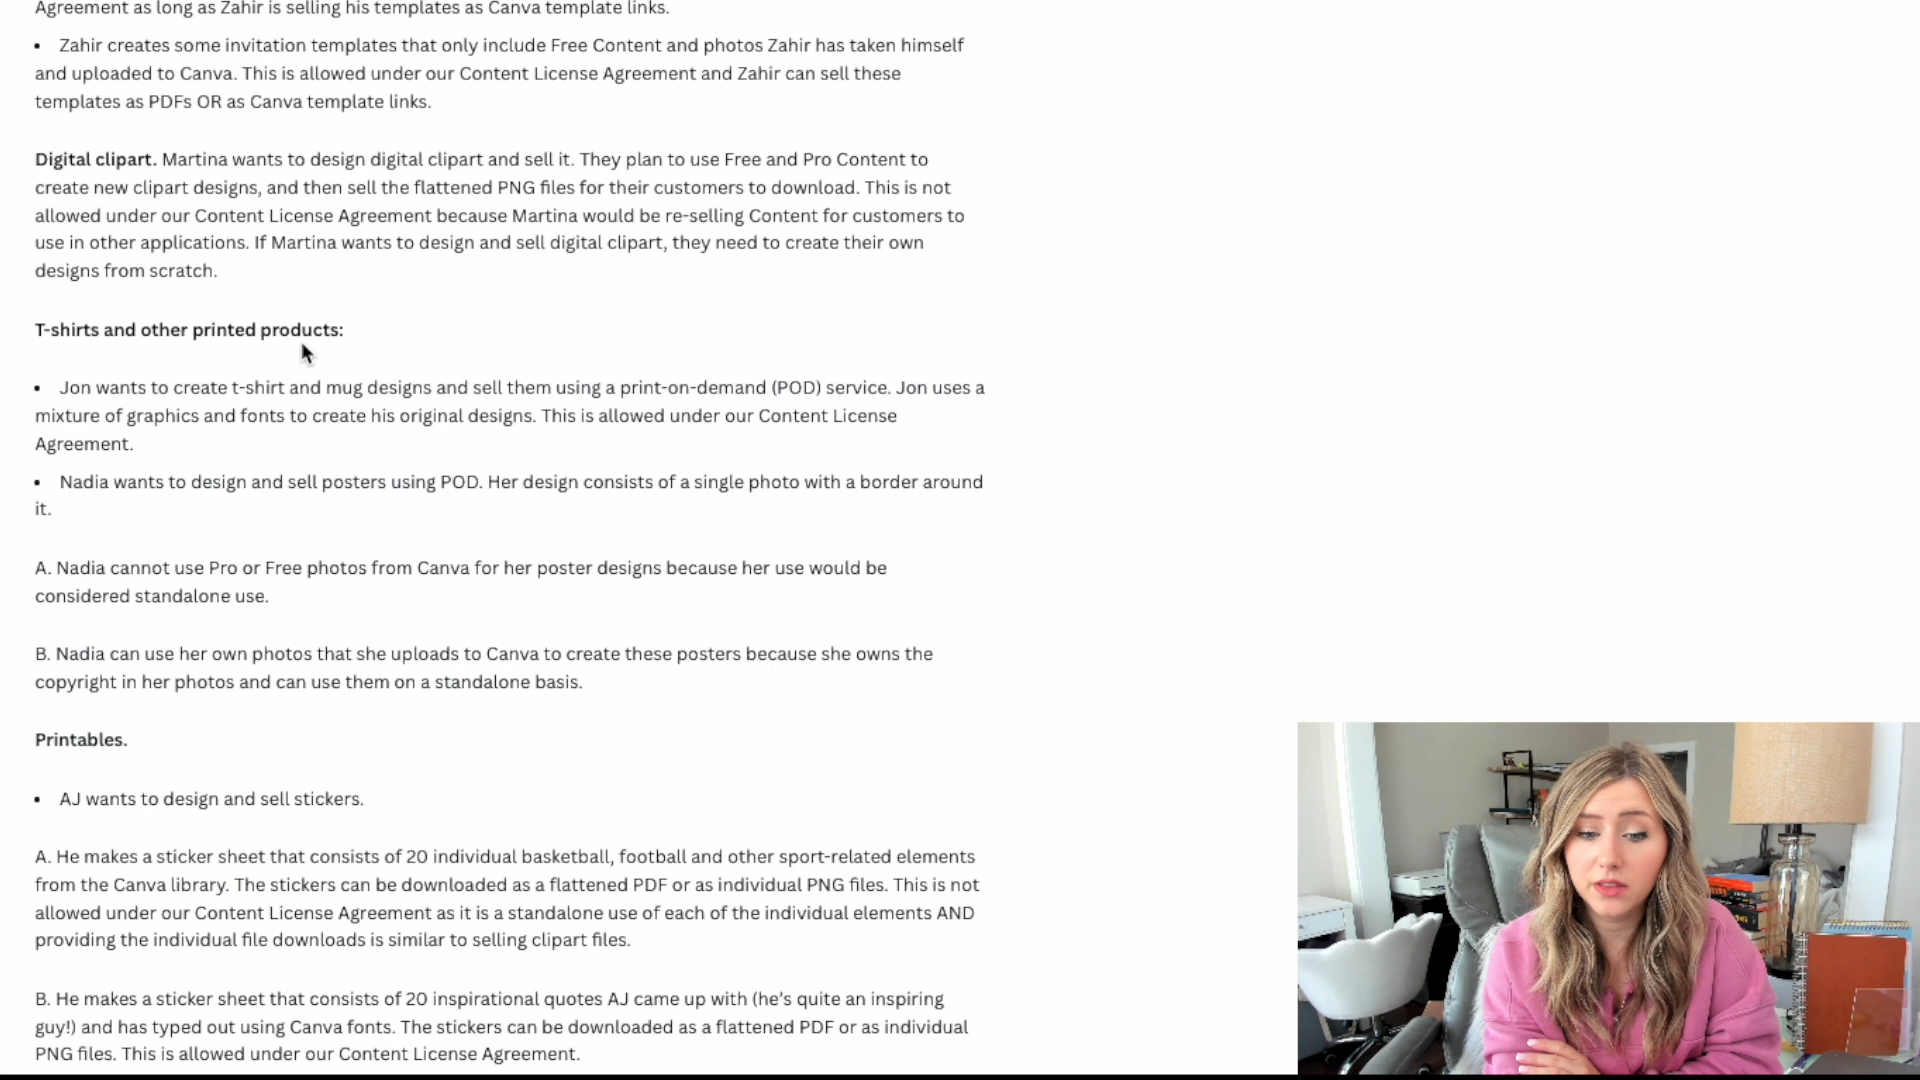 Agreement as long as Zahir is selling his templates as Canva template links.
• Zahir creates some invitation templates that only include Free Content and photos Zahir has taken himself
and uploaded to Canva. This is allowed under our Content License Agreement and Zahir can sell these
templates as PDFs OR as Canva template links.
Digital clipart. Martina wants to design digital clipart and sell it. They plan to use Free and Pro Content to
create new clipart designs, and then sell the flattened PNG files for their customers to download. This is not
allowed under our Content License Agreement because Martina would be re-selling Content for customers to
use in other applications. If Martina wants to design and sell digital clipart, they need to create their own
designs from scratch.
T-shirts and other printed products:
• Jon wants to create t-shirt and mug designs and sell them using a print-on-demand (POD) service. Jon uses a
mixture of graphics and fonts to create his original designs. This is allowed under our Content License
Agreement.
• Nadia wants to design and sell posters using POD. Her design consists of a single photo with a border around
it.
A. Nadia cannot use Pro or Free photos from Canva for her poster designs because her use would be
considered standalone use.
B. Nadia can use her own photos that she uploads to Canva to create these posters because she owns the
copyright in her photos and can use them on a standalone basis.
Printables.
• AJ wants to design and sell stickers.
A. He makes a sticker sheet that consists of 20 individual basketball, football and other sport-related elements
from the Canva library. The stickers can be downloaded as a flattened PDF or as individual PNG files. This is not
allowed under our Content License Agreement as it is a standalone use of each of the individual elements AND
providing the individual file downloads is similar to selling clipart files.
B. He makes a sticker sheet that consists of 20 inspirational quotes AJ came up with (he's quite an inspiring
guy!) and has typed out using Canva fonts. The stickers can be downloaded as a flattened PDF or as individual
PNG files. This is allowed under our Content License Agreement.